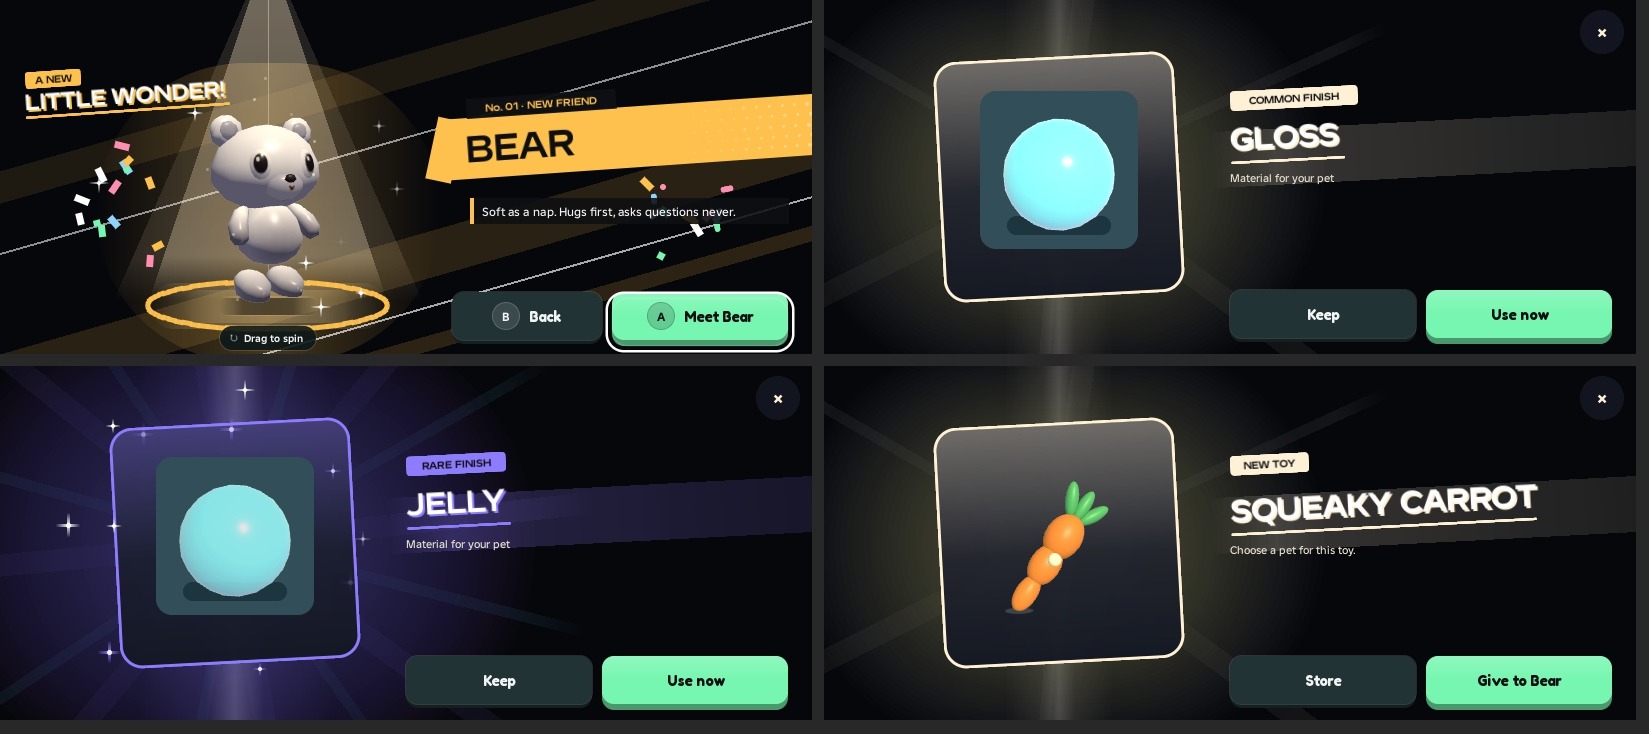 A NEW
LITTLE WONDER!
No. 01 · NEW FRIEND
BEAR
Soft as a nap. Hugs first, asks questions never.
B Back
A Meet Bear
↻ Drag to spin
×
COMMON FINISH
GLOSS
Material for your pet
Keep
Use now
×
RARE FINISH
JELLY
Material for your pet
Keep
Use now
×
NEW TOY
SQUEAKY CARROT
Choose a pet for this toy.
Store
Give to Bear